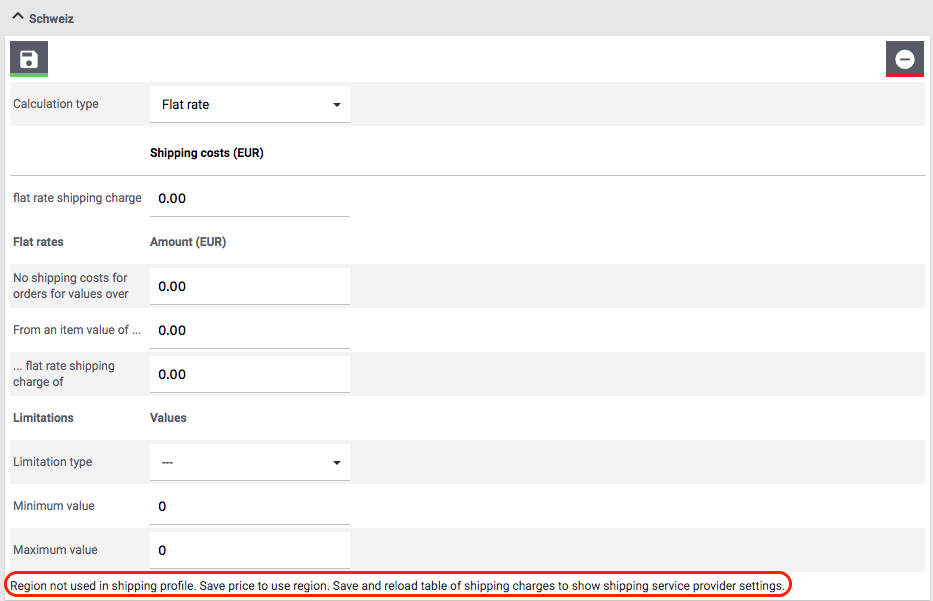 Schweiz
Calculation type Flat rate
Shipping costs (EUR)
flat rate shipping charge 0.00
Flat rates Amount (EUR)
No shipping costs for
orders for values over 0.00
From an item value of ... 0.00
... flat rate shipping
charge of 0.00
Limitations Values
Limitation type ---
Minimum value 0
Maximum value 0
Region not used in shipping profile. Save price to use region. Save and reload table of shipping charges to show shipping service provider settings.